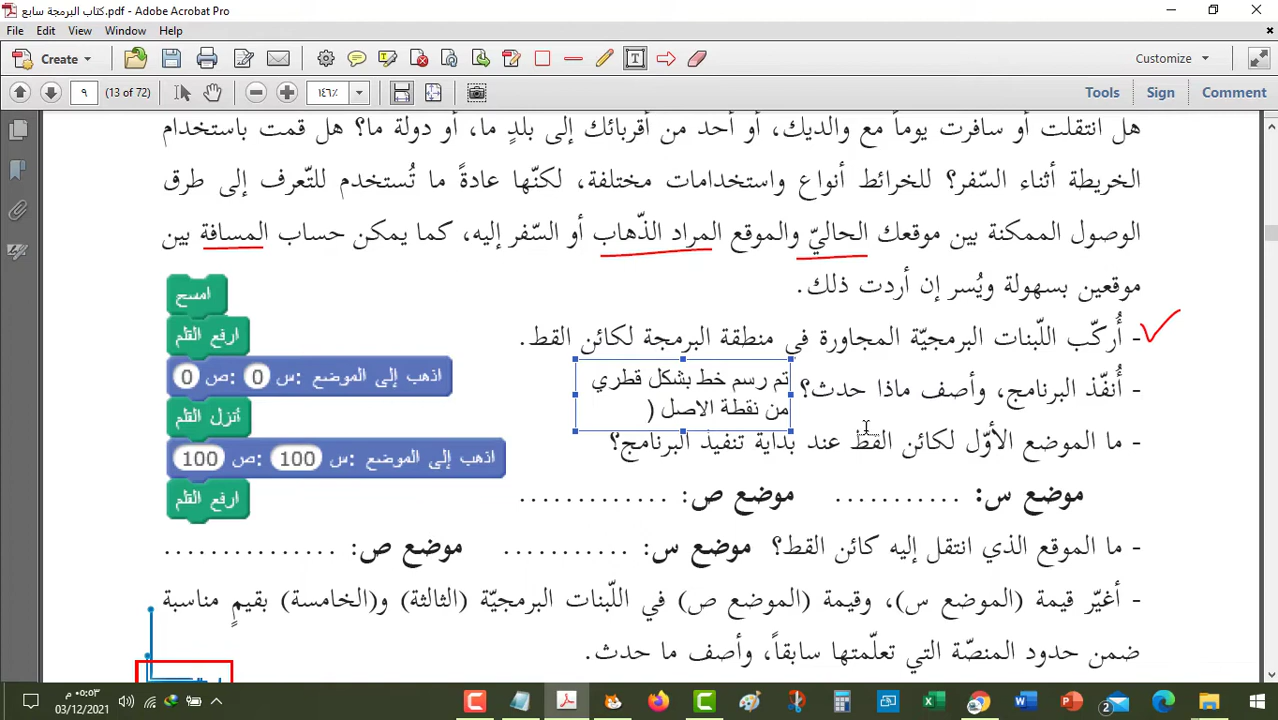 كتاب البرمجة سابع.pdf - Adobe Acrobat Pro
File Edit View Window Help
Create Customize
٩ (13 of 72) ١٤٦٪ Tools Sign Comment
هل انتقلت أو سافرت يوماً مع والديك، أو أحد من أقربائك إلى بلدٍ ما، أو دولة ما؟ هل قمت باستخدام
الخريطة أثناء السّفر؟ للخرائط أنواع واستخدامات مختلفة، لكنّها عادةً ما تُستخدم للتّعرف إلى طرق
الوصول الممكنة بين موقعك الحاليّ والموقع المراد الذّهاب أو السّفر إليه، كما يمكن حساب المسافة بين
موقعين بسهولة ويُسر إن أردت ذلك.
امسح
ارفع القلم
اذهب إلى الموضع س: 0 ص: 0
أنزل القلم
اذهب إلى الموضع س: 100 ص: 100
ارفع القلم
- أُركّب اللّبنات البرمجيّة المجاورة في منطقة البرمجة لكائن القط.
- أُنفّذ البرنامج، وأصف ماذا حدث؟
تم رسم خط بشكل قطري
من نقطة الاصل (
- ما الموضع الأوّل لكائن القطّ عند بداية تنفيذ البرنامج؟
موضع س: ........... موضع ص: .............
- ما الموقع الذي انتقل إليه كائن القط؟ موضع س: ........... موضع ص: ...............
- أغيّر قيمة (الموضع س)، وقيمة (الموضع ص) في اللّبنات البرمجيّة (الثالثة) و(الخامسة) بقيمٍ مناسبة
ضمن حدود المنصّة التي تعلّمتها سابقاً، وأصف ما حدث.
٠٥:٥٣ م
03/12/2021